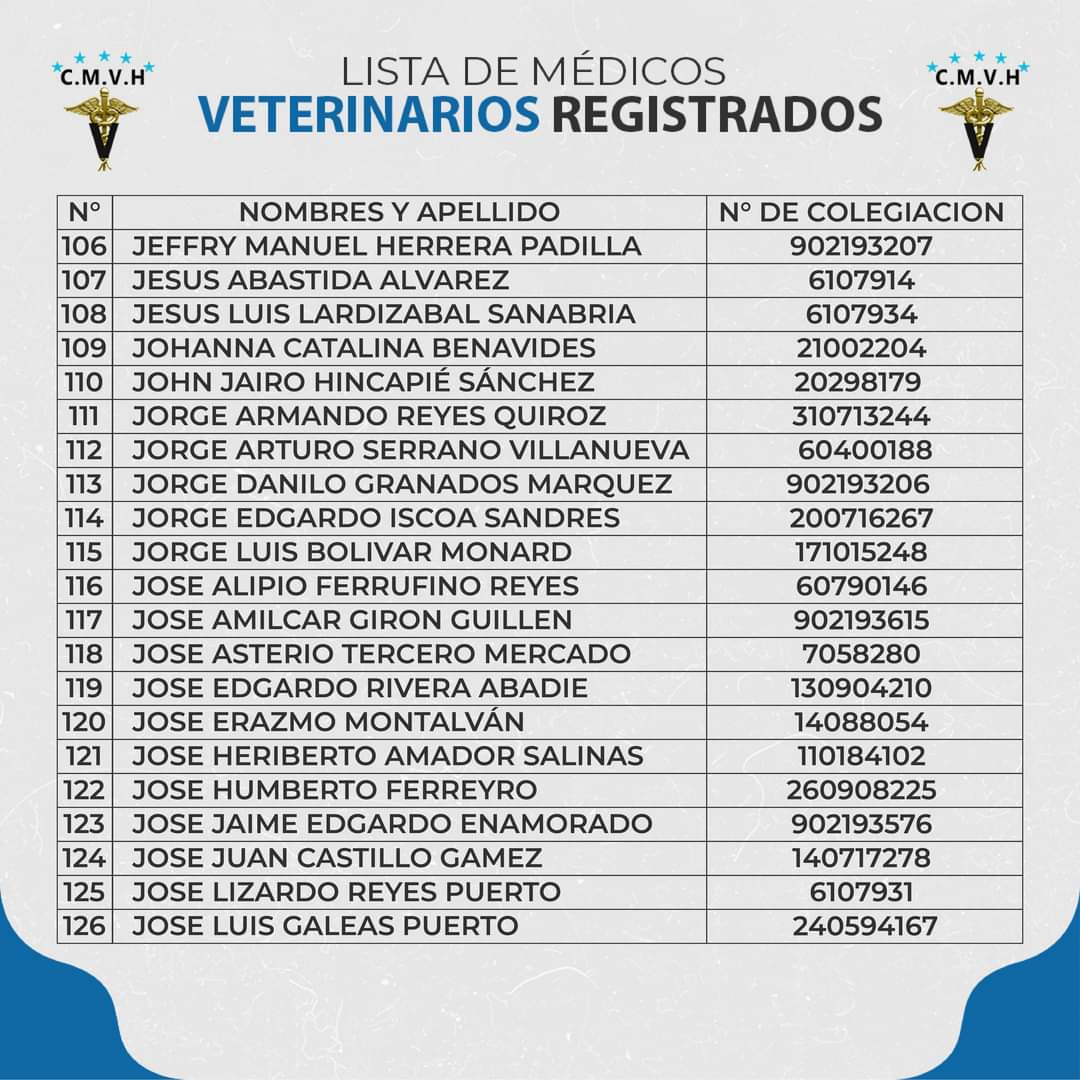 C.M.V.H
LISTA DE MÉDICOS
VETERINARIOS REGISTRADOS
C.M.V.H
N° NOMBRES Y APELLIDO N° DE COLEGIACION
106 JEFFRY MANUEL HERRERA PADILLA 902193207
107 JESUS ABASTIDA ALVAREZ 6107914
108 JESUS LUIS LARDIZABAL SANABRIA 6107934
109 JOHANNA CATALINA BENAVIDES 21002204
110 JOHN JAIRO HINCAPIÉ SÁNCHEZ 20298179
111 JORGE ARMANDO REYES QUIROZ 310713244
112 JORGE ARTURO SERRANO VILLANUEVA 60400188
113 JORGE DANILO GRANADOS MARQUEZ 902193206
114 JORGE EDGARDO ISCOA SANDRES 200716267
115 JORGE LUIS BOLIVAR MONARD 171015248
116 JOSE ALIPIO FERRUFINO REYES 60790146
117 JOSE AMILCAR GIRON GUILLEN 902193615
118 JOSE ASTERIO TERCERO MERCADO 7058280
119 JOSE EDGARDO RIVERA ABADIE 130904210
120 JOSE ERAZMO MONTALVÁN 14088054
121 JOSE HERIBERTO AMADOR SALINAS 110184102
122 JOSE HUMBERTO FERREYRO 260908225
123 JOSE JAIME EDGARDO ENAMORADO 902193576
124 JOSE JUAN CASTILLO GAMEZ 140717278
125 JOSE LIZARDO REYES PUERTO 6107931
126 JOSE LUIS GALEAS PUERTO 240594167